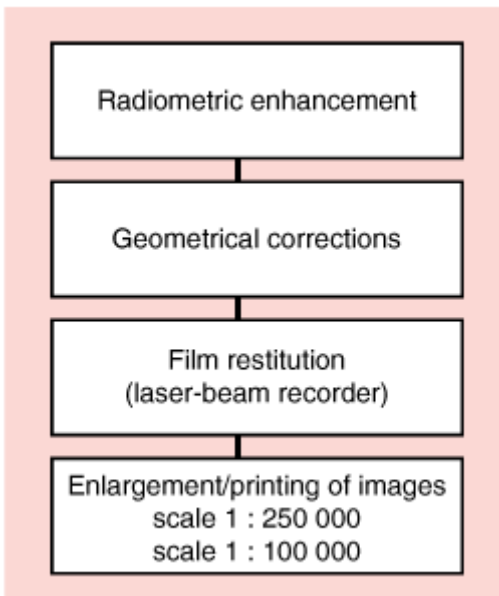 Radiometric enhancement
Geometrical corrections
Film restitution
(laser-beam recorder)
Enlargement/printing of images
scale 1 : 250 000
scale 1 : 100 000